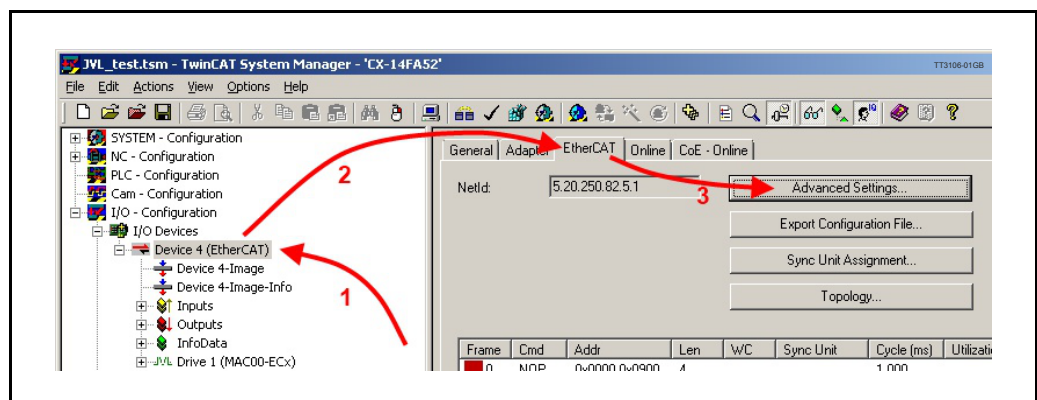 JVL_test.tsm - TwinCAT System Manager - 'CX-14FA52'
TT3106-01GB
File Edit Actions View Options Help
SYSTEM - Configuration
NC - Configuration
PLC - Configuration
Cam - Configuration
I/O - Configuration
I/O Devices
Device 4 (EtherCAT)
Device 4-Image
Device 4-Image-Info
Inputs
Outputs
InfoData
Drive 1 (MAC00-ECx)
1
2
3
General Adapter EtherCAT Online CoE - Online
NetId: 5.20.250.82.5.1 Advanced Settings...
Export Configuration File...
Sync Unit Assignment...
Topology...
Frame Cmd Addr Len WC Sync Unit Cycle (ms)
0 NOP 0x0000 0x0900 4 1.000